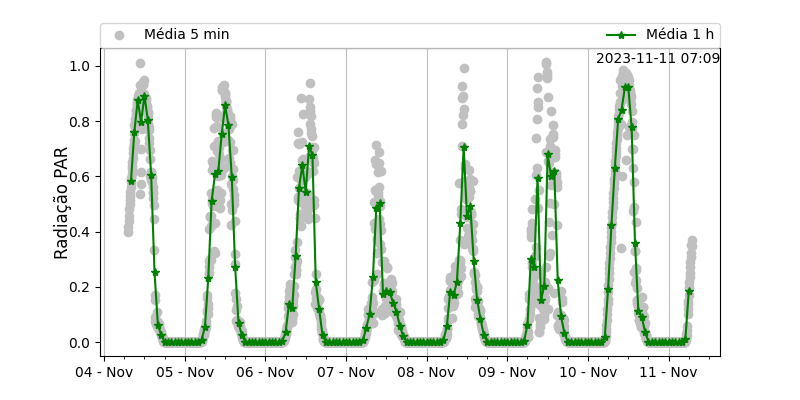 Média 5 min
Média 1 h
2023-11-11 07:09
Radiação PAR
1.0
0.8
0.6
0.4
0.2
0.0
04 - Nov
05 - Nov
06 - Nov
07 - Nov
08 - Nov
09 - Nov
10 - Nov
11 - Nov